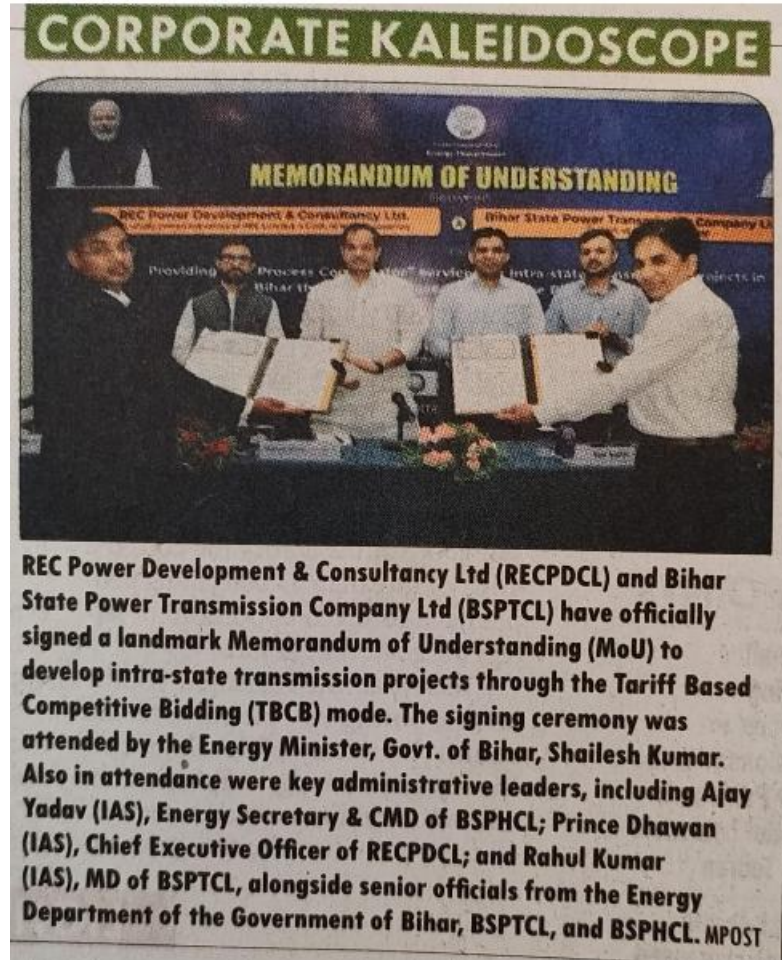 CORPORATE KALEIDOSCOPE
MEMORANDUM OF UNDERSTANDING
Between
REC Power Development & Consultancy Ltd.
& Bihar State Power Company
Providing Process
Bihar
REC Power Development & Consultancy Ltd (RECPDCL) and Bihar
State Power Transmission Company Ltd (BSPTCL) have officially
signed a landmark Memorandum of Understanding (MoU) to
develop intra-state transmission projects through the Tariff Based
Competitive Bidding (TBCB) mode. The signing ceremony was
attended by the Energy Minister, Govt. of Bihar, Shailesh Kumar.
Also in attendance were key administrative leaders, including Ajay
Yadav (IAS), Energy Secretary & CMD of BSPHCL; Prince Dhawan
(IAS), Chief Executive Officer of RECPDCL; and Rahul Kumar
(IAS), MD of BSPTCL, alongside senior officials from the Energy
Department of the Government of Bihar, BSPTCL, and BSPHCL. MPOST